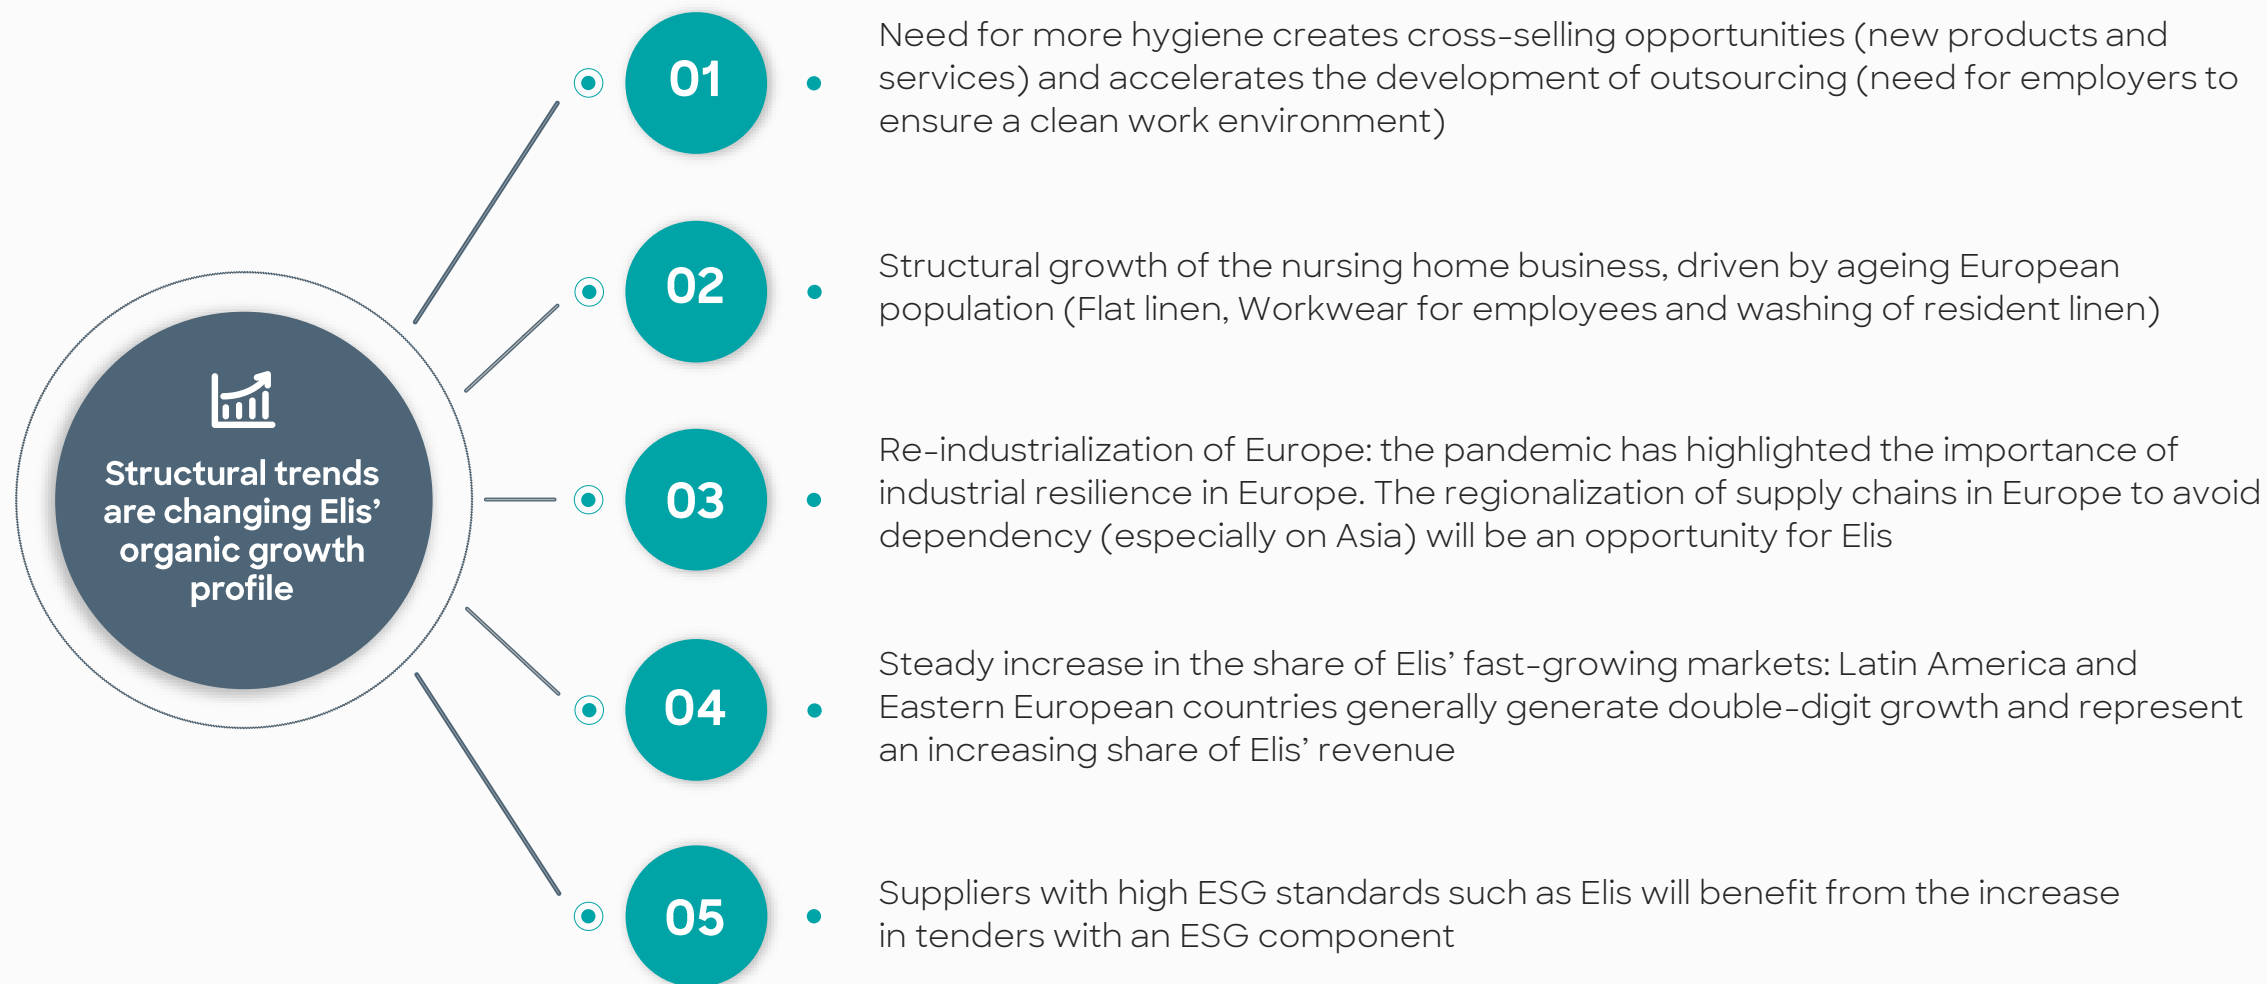 Structural trends
are changing Elis’
organic growth
profile
01
Need for more hygiene creates cross-selling opportunities (new products and
services) and accelerates the development of outsourcing (need for employers to
ensure a clean work environment)
02
Structural growth of the nursing home business, driven by ageing European
population (Flat linen, Workwear for employees and washing of resident linen)
03
Re-industrialization of Europe: the pandemic has highlighted the importance of
industrial resilience in Europe. The regionalization of supply chains in Europe to avoid
dependency (especially on Asia) will be an opportunity for Elis
04
Steady increase in the share of Elis’ fast-growing markets: Latin America and
Eastern European countries generally generate double-digit growth and represent
an increasing share of Elis’ revenue
05
Suppliers with high ESG standards such as Elis will benefit from the increase
in tenders with an ESG component